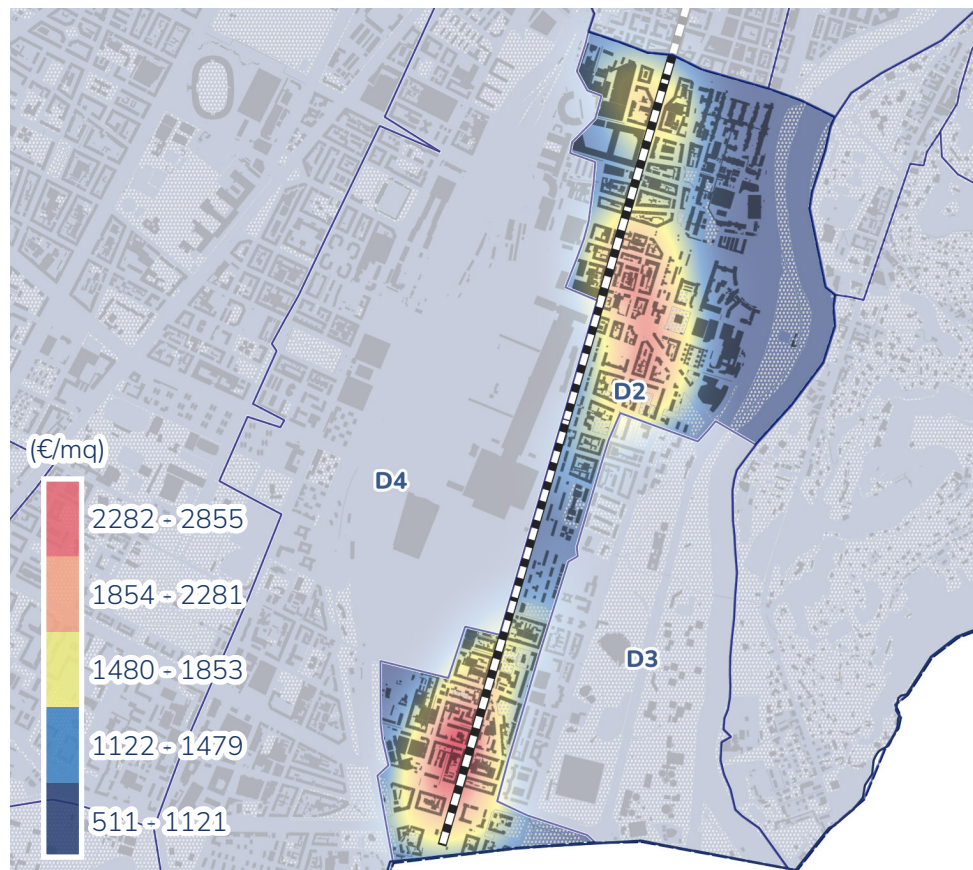 D2
(€/mq)
D4
2282 - 2855
1854 - 2281
1480 - 1853
D3
1122 - 1479
511 - 1121